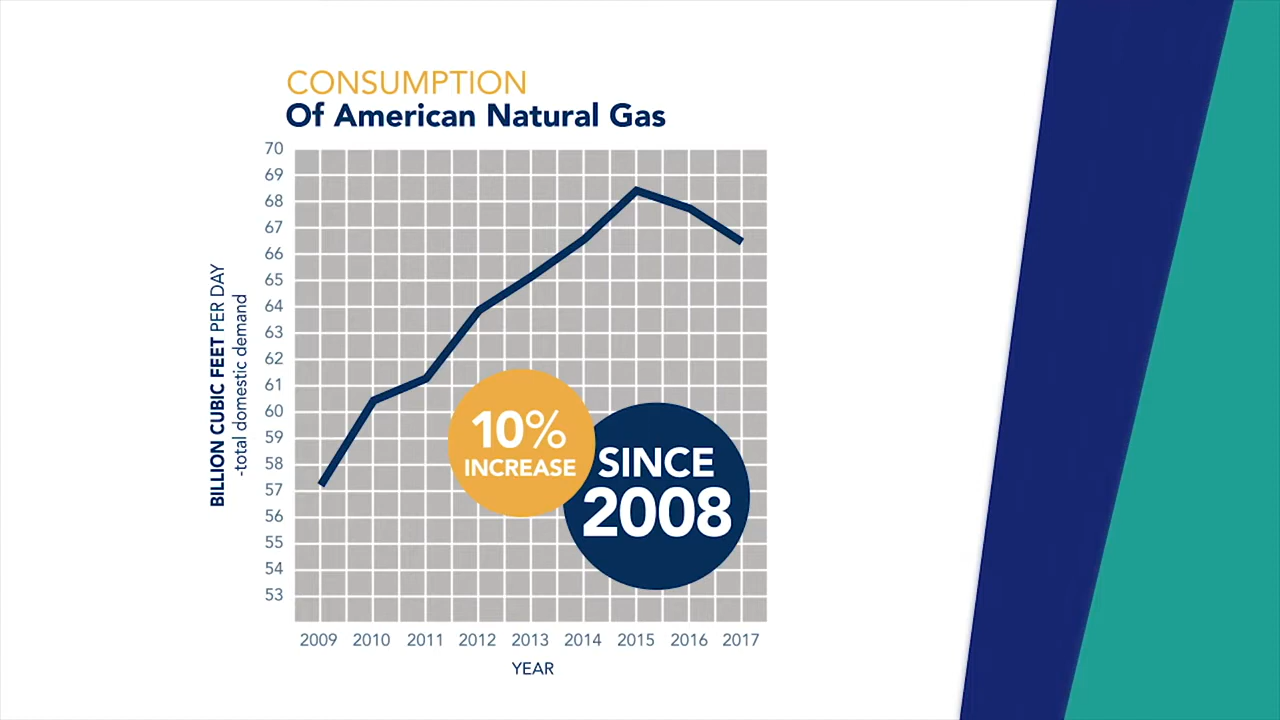 CONSUMPTION
Of American Natural Gas
70
69
68
67
66
65
64
63
62
61
60
59
58
57
56
55
54
53
BILLION CUBIC FEET PER DAY
-total domestic demand
10%
INCREASE
SINCE
2008
2009 2010 2011 2012 2013 2014 2015 2016 2017
YEAR